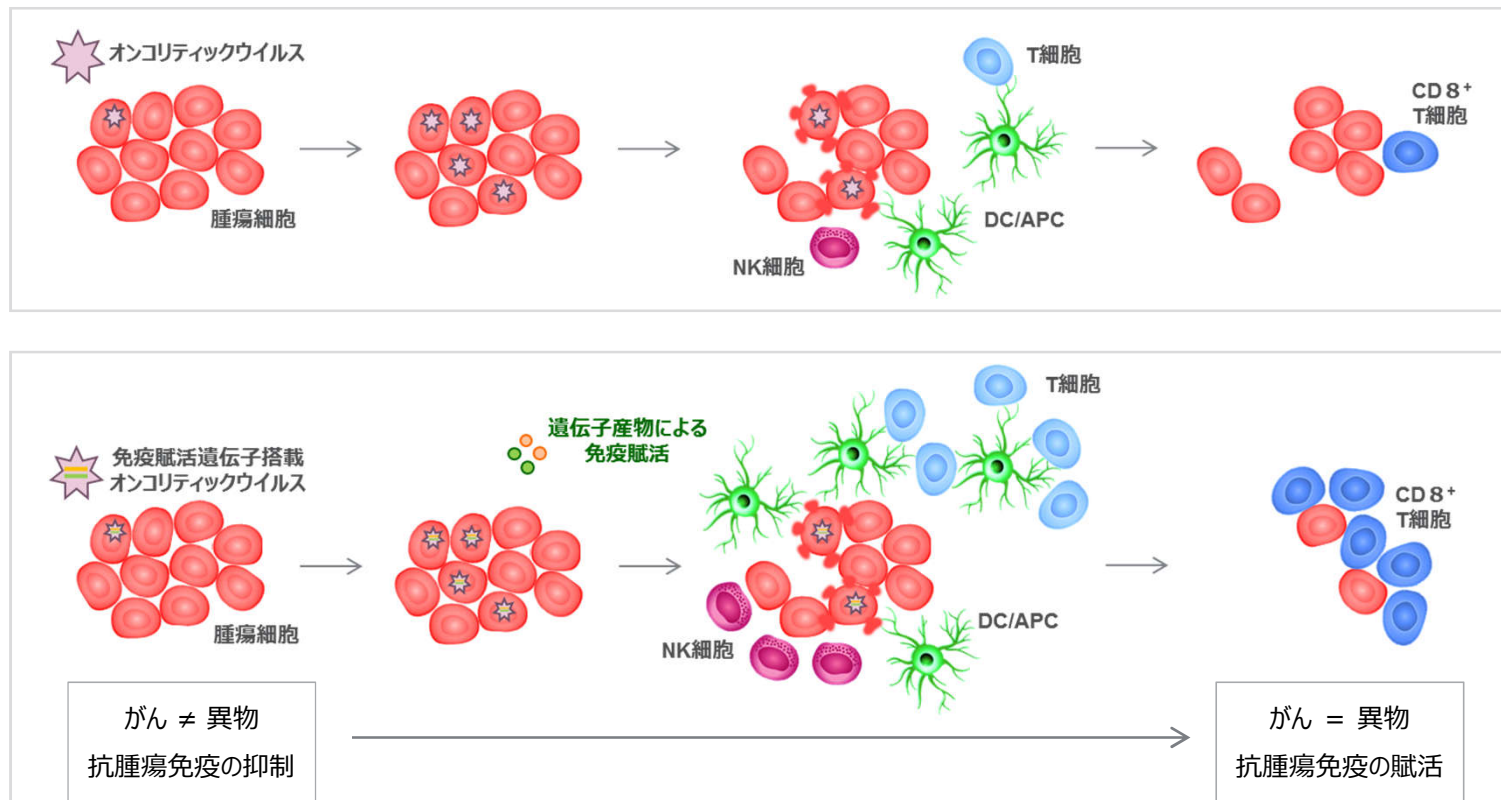 オンコリティックウイルス
腫瘍細胞
T細胞
DC/APC
NK細胞
CD８⁺
T細胞
免疫賦活遺伝子搭載
オンコリティックウイルス
腫瘍細胞
遺伝子産物による
免疫賦活
T細胞
DC/APC
NK細胞
CD８⁺
T細胞
がん ≠ 異物
抗腫瘍免疫の抑制
がん = 異物
抗腫瘍免疫の賦活